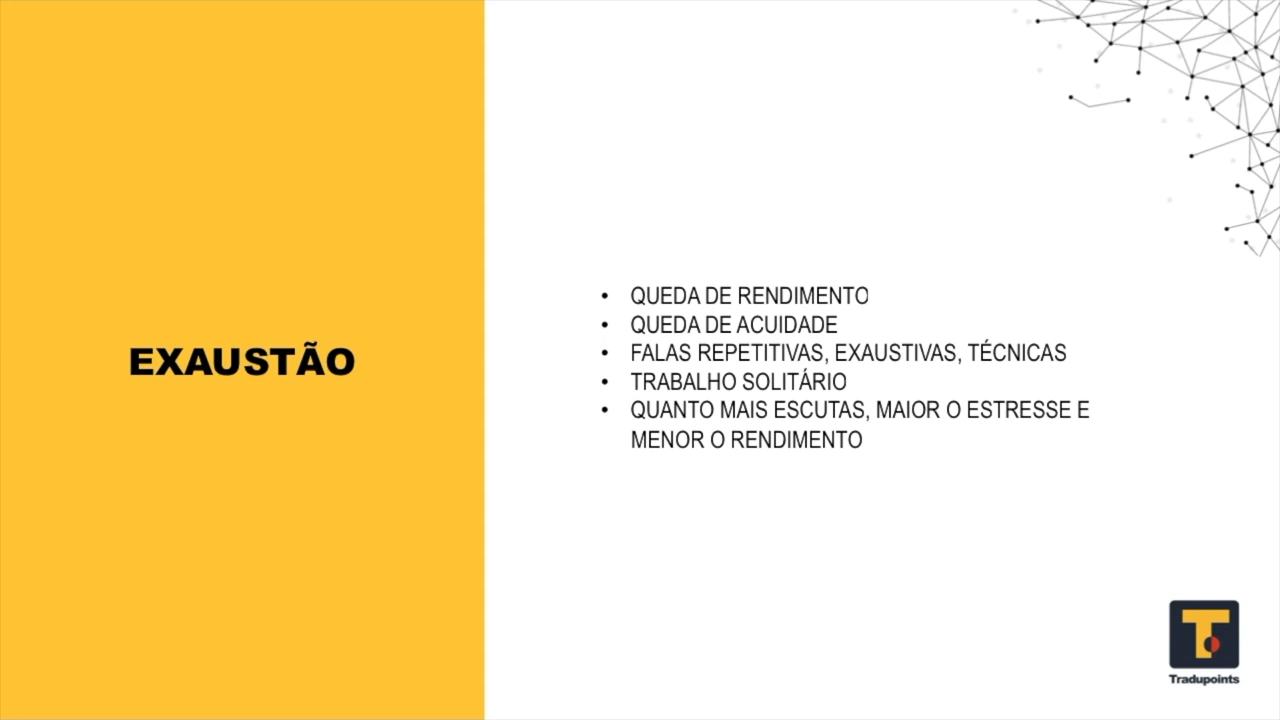 EXAUSTÃO
• QUEDA DE RENDIMENTO
• QUEDA DE ACUIDADE
• FALAS REPETITIVAS, EXAUSTIVAS, TÉCNICAS
• TRABALHO SOLITÁRIO
• QUANTO MAIS ESCUTAS, MAIOR O ESTRESSE E
MENOR O RENDIMENTO
T
Tradupoints